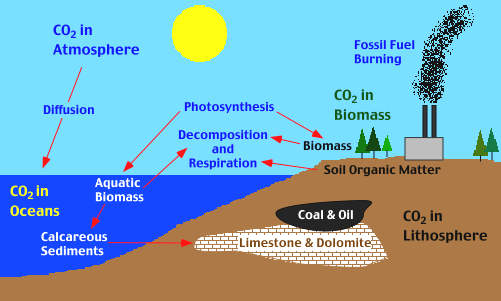 CO2 in
Atmosphere
Fossil Fuel
Burning
Diffusion
Photosynthesis
CO2 in
Biomass
Decomposition
and
Respiration
Biomass
Soil Organic Matter
CO2 in
Oceans
Aquatic
Biomass
Coal & Oil
CO2 in
Lithosphere
Calcareous
Sediments
Limestone & Dolomite